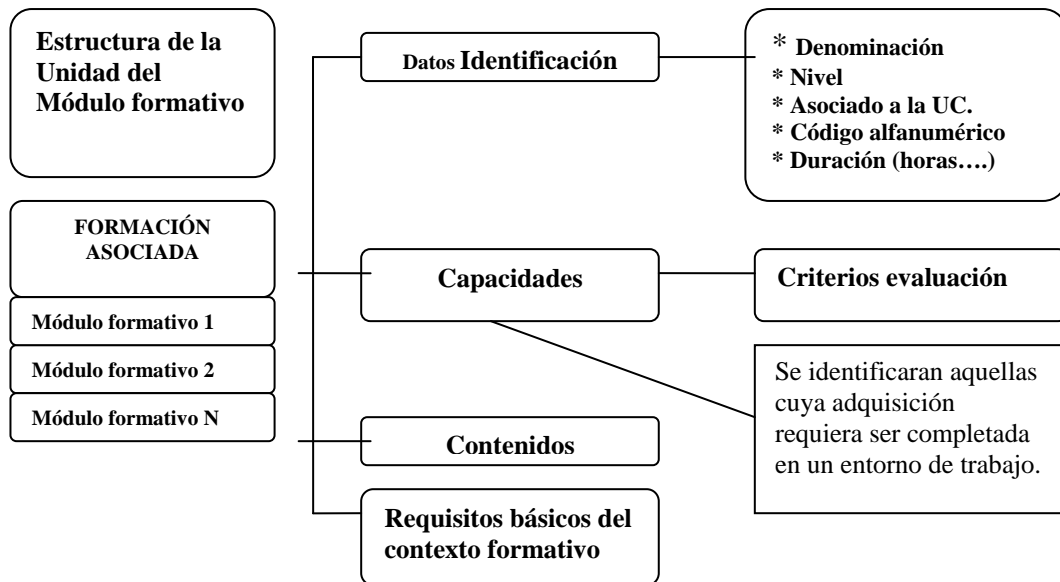 Estructura de la
Unidad del
Módulo formativo
FORMACIÓN
ASOCIADA
Módulo formativo 1
Módulo formativo 2
Módulo formativo N
Datos Identificación
* Denominación
* Nivel
* Asociado a la UC.
* Código alfanumérico
* Duración (horas….)
Capacidades
Criterios evaluación
Se identificaran aquellas
cuya adquisición
requiera ser completada
en un entorno de trabajo.
Contenidos
Requisitos básicos del
contexto formativo